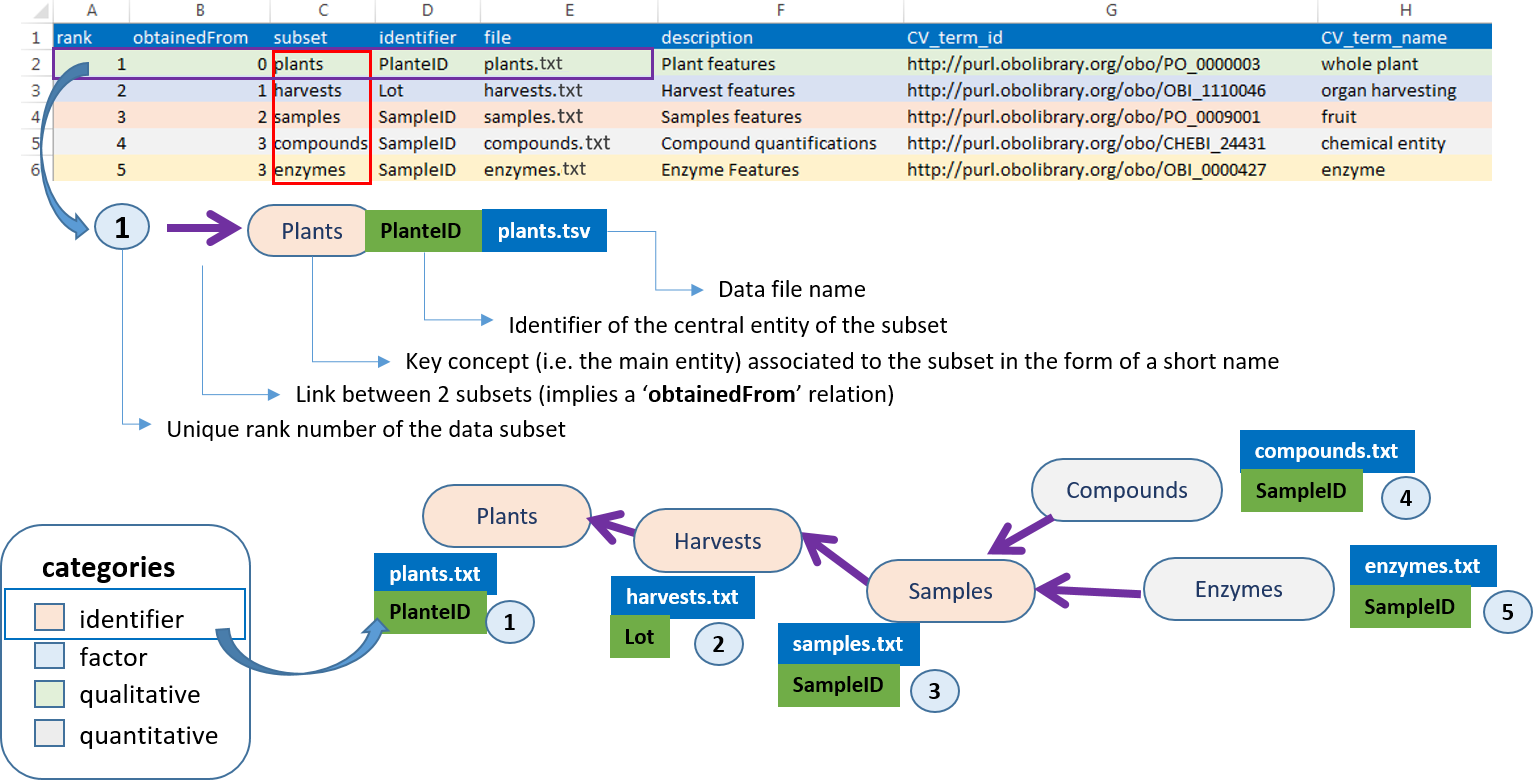 A B C D E F G H
1 rank obtainedFrom subset identifier file description CV_term_id CV_term_name
2 1 0 plants PlanteID plants.txt Plant features http://purl.obolibrary.org/obo/PO_0000003 whole plant
3 2 1 harvests Lot harvests.txt Harvest features http://purl.obolibrary.org/obo/OBI_1110046 organ harvesting
4 3 2 samples SampleID samples.txt Samples features http://purl.obolibrary.org/obo/PO_0009001 fruit
5 4 3 compounds SampleID compounds.txt Compound quantifications http://purl.obolibrary.org/obo/CHEBI_24431 chemical entity
6 5 3 enzymes SampleID enzymes.txt Enzyme Features http://purl.obolibrary.org/obo/OBI_0000427 enzyme
1 Plants PlanteID plants.tsv
Data file name
Identifier of the central entity of the subset
Key concept (i.e. the main entity) associated to the subset in the form of a short name
Link between 2 subsets (implies a ‘obtainedFrom’ relation)
Unique rank number of the data subset
categories
identifier
factor
qualitative
quantitative
Plants
plants.txt
PlanteID
1
Harvests
harvests.txt
Lot
2
Samples
samples.txt
SampleID
3
Compounds
compounds.txt
SampleID
4
Enzymes
enzymes.txt
SampleID
5